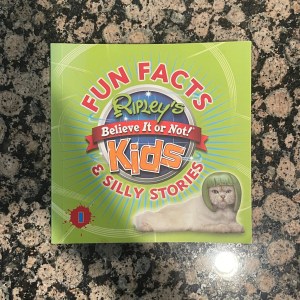 FUN FACTS
RIPLEY'S
Believe It or Not!
Kids
& SILLY STORIES
1